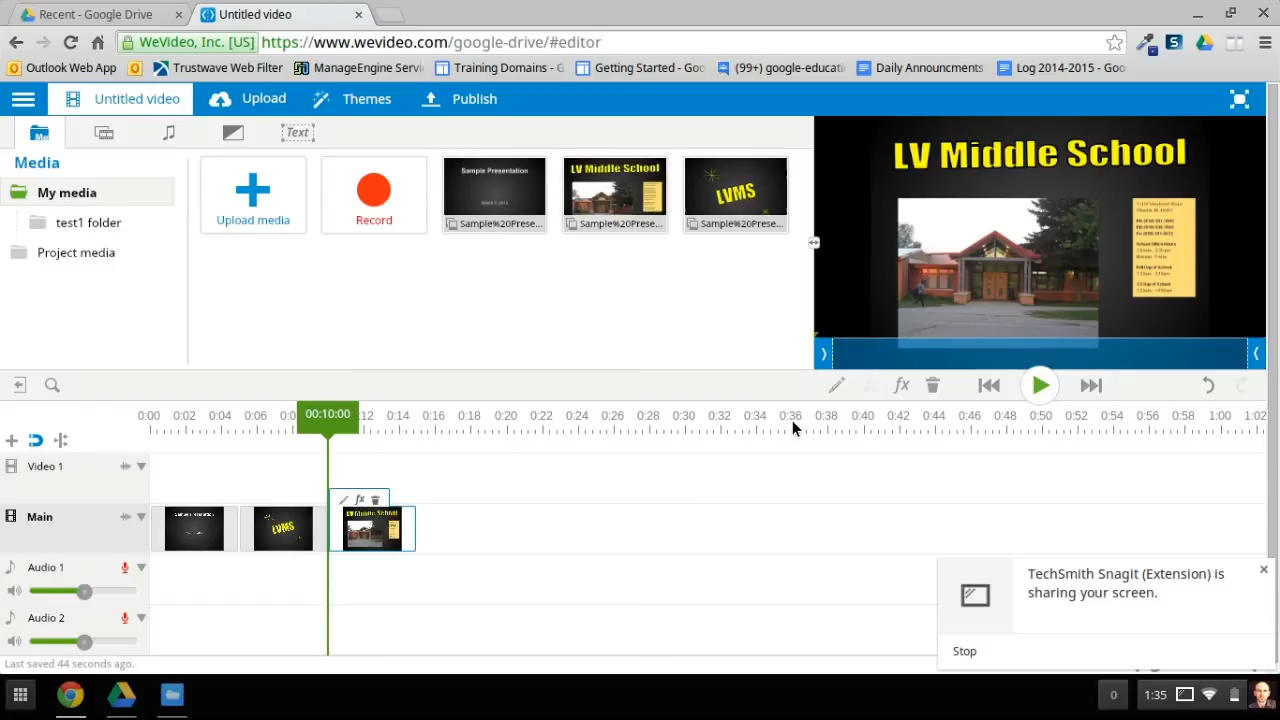 Recent - Google Drive
Untitled video
WeVideo, Inc. [US] https://www.wevideo.com/google-drive/#editor
Outlook Web App
Trustwave Web Filter
ManageEngine Servi
Training Domains - G
Getting Started - Goo
(99+) google-educati
Daily Announcments
Log 2014-2015 - Goo
Untitled video
Upload
Themes
Publish
Text
Media
My media
test1 folder
Project media
Upload media
Record
Sample Presentation
Sample%20Prese...
LV Middle School
Sample%20Prese...
LVMS
Sample%20Prese...
LV Middle School
fx
0:00 0:02 0:04 0:06 00:10:00 12 0:14 0:16 0:18 0:20 0:22 0:24 0:26 0:28 0:30 0:32 0:34 0:36 0:38 0:40 0:42 0:44 0:46 0:48 0:50 0:52 0:54 0:56 0:58 1:00 1:02
Video 1
fx
Main
LVMS
LV Middle School
Audio 1
Audio 2
TechSmith Snagit (Extension) is
sharing your screen.
Stop
Last saved 44 seconds ago.
0
1:35